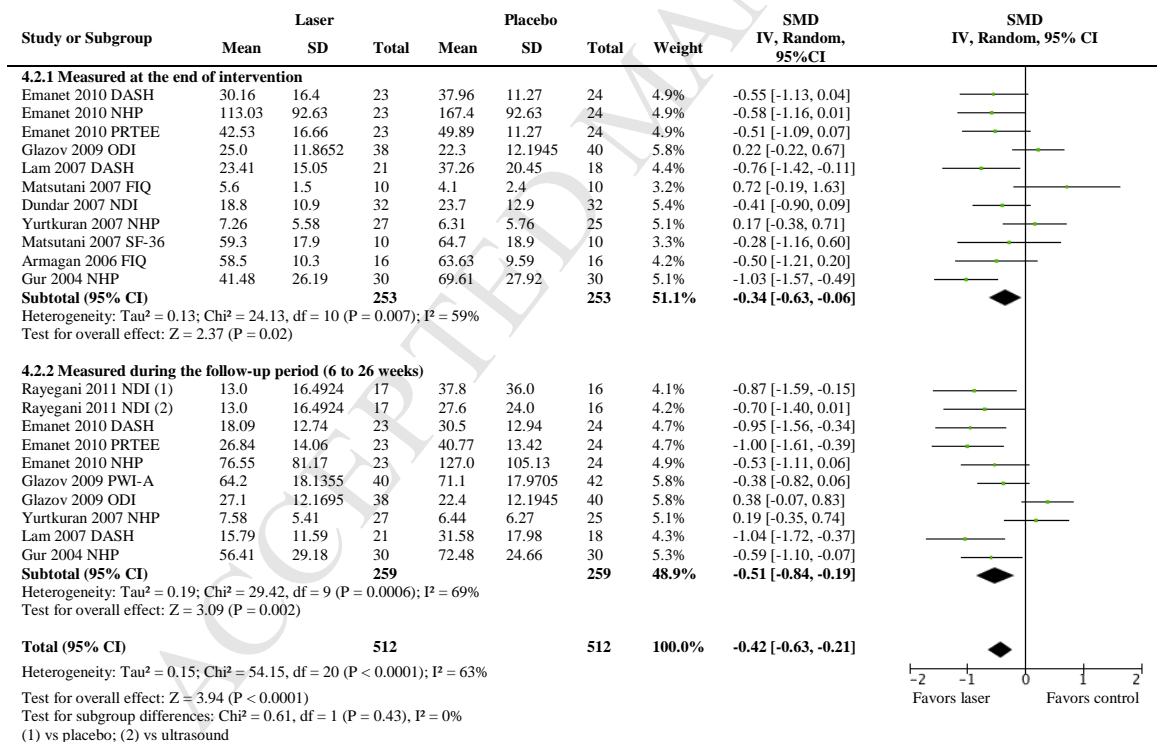 Laser Placebo SMD SMD
Study or Subgroup Mean SD Total Mean SD Total Weight IV, Random, 95%CI IV, Random, 95% CI
4.2.1 Measured at the end of intervention
Emanet 2010 DASH 30.16 16.4 23 37.96 11.27 24 4.9% -0.55 [-1.13, 0.04]
Emanet 2010 NHP 113.03 92.63 23 167.4 92.63 24 4.9% -0.58 [-1.16, 0.01]
Emanet 2010 PRTEE 42.53 16.66 23 49.89 11.27 24 4.9% -0.51 [-1.09, 0.07]
Glazov 2009 ODI 25.0 11.8652 38 22.3 12.1945 40 5.8% 0.22 [-0.22, 0.67]
Lam 2007 DASH 23.41 15.05 21 37.26 20.45 18 4.4% -0.76 [-1.42, -0.11]
Matsutani 2007 FIQ 5.6 1.5 10 4.1 2.4 10 3.2% 0.72 [-0.19, 1.63]
Dundar 2007 NDI 18.8 10.9 32 23.7 12.9 32 5.4% -0.41 [-0.90, 0.09]
Yurtkuran 2007 NHP 7.26 5.58 27 6.31 5.76 25 5.1% 0.17 [-0.38, 0.71]
Matsutani 2007 SF-36 59.3 17.9 10 64.7 18.9 10 3.3% -0.28 [-1.16, 0.60]
Armagan 2006 FIQ 58.5 10.3 16 63.63 9.59 16 4.2% -0.50 [-1.21, 0.20]
Gur 2004 NHP 41.48 26.19 30 69.61 27.92 30 5.1% -1.03 [-1.57, -0.49]
Subtotal (95% CI) 253 253 51.1% -0.34 [-0.63, -0.06]
Heterogeneity: Tau² = 0.13; Chi² = 24.13, df = 10 (P = 0.007); I² = 59%
Test for overall effect: Z = 2.37 (P = 0.02)
4.2.2 Measured during the follow-up period (6 to 26 weeks)
Rayegani 2011 NDI (1) 13.0 16.4924 17 37.8 36.0 16 4.1% -0.87 [-1.59, -0.15]
Rayegani 2011 NDI (2) 13.0 16.4924 17 27.6 24.0 16 4.2% -0.70 [-1.40, 0.01]
Emanet 2010 DASH 18.09 12.74 23 30.5 12.94 24 4.8% -0.95 [-1.56, -0.34]
Emanet 2010 PRTEE 26.84 14.06 23 40.77 13.42 24 4.7% -1.00 [-1.61, -0.39]
Emanet 2010 NHP 76.55 81.17 23 127.0 105.13 24 4.9% -0.53 [-1.11, 0.06]
Glazov 2009 PWI-A 64.2 18.1355 40 71.1 17.9705 42 5.8% -0.38 [-0.82, 0.06]
Glazov 2009 ODI 27.1 12.1695 38 22.4 12.1945 40 5.8% 0.38 [-0.07, 0.83]
Yurtkuran 2007 NHP 7.58 5.41 27 6.44 6.27 25 5.1% 0.19 [-0.35, 0.74]
Lam 2007 DASH 15.79 11.59 21 31.58 17.98 18 4.3% -1.04 [-1.72, -0.37]
Gur 2004 NHP 56.41 29.18 30 72.48 24.66 30 5.3% -0.59 [-1.10, -0.07]
Subtotal (95% CI) 259 259 48.9% -0.51 [-0.84, -0.19]
Heterogeneity: Tau² = 0.19; Chi² = 29.42, df = 9 (P = 0.0006); I² = 69%
Test for overall effect: Z = 3.09 (P = 0.002)
Total (95% CI) 512 512 100.0% -0.42 [-0.63, -0.21]
Heterogeneity: Tau² = 0.15; Chi² = 54.15, df = 20 (P < 0.0001); I² = 63%
Test for overall effect: Z = 3.94 (P < 0.0001)
Test for subgroup differences: Chi² = 0.61, df = 1 (P = 0.43), I² = 0%
(1) vs placebo; (2) vs ultrasound
-2 -1 0 1 2
Favors laser Favors control
ACCEPTED MA